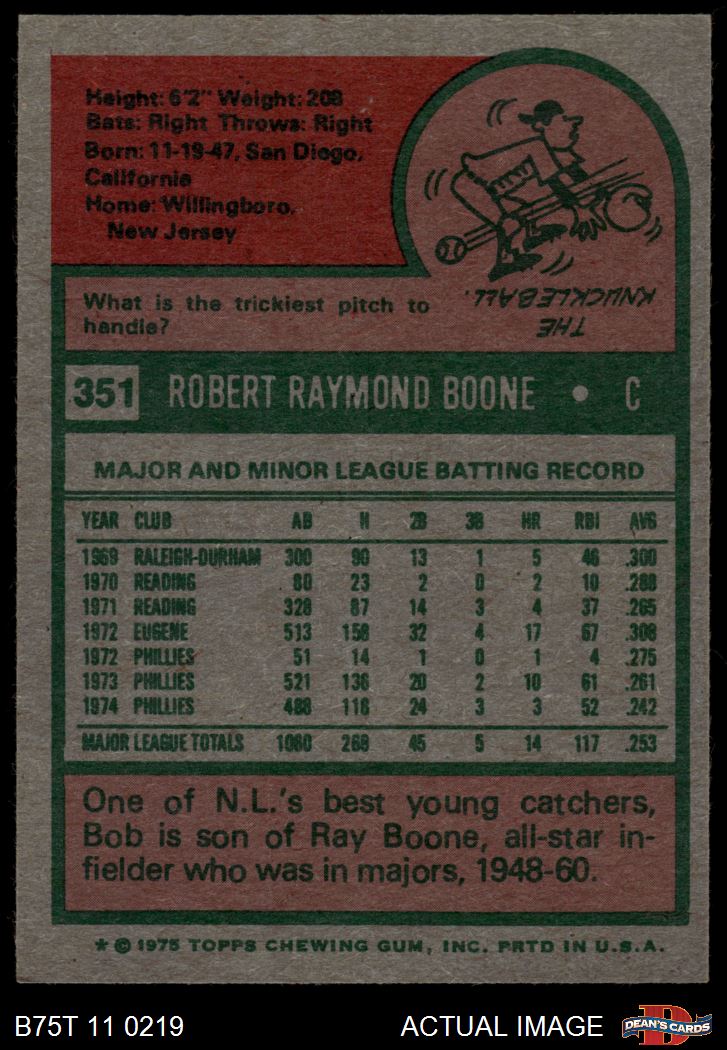 Height: 6'2" Weight: 208
Bats: Right Throws: Right
Born: 11-19-47, San Diego,
California
Home: Willingboro,
New Jersey
What is the trickiest pitch to
handle?
THE
KNUCKLEBALL.
351 ROBERT RAYMOND BOONE • C
MAJOR AND MINOR LEAGUE BATTING RECORD
YEAR CLUB AB H 2B 3B HR RBI AVG
1969 RALEIGH-DURHAM 300 90 13 1 5 46 .300
1970 READING 80 23 2 0 2 10 .288
1971 READING 328 87 14 3 4 37 .265
1972 EUGENE 513 158 32 4 17 67 .308
1972 PHILLIES 51 14 1 0 1 4 .275
1973 PHILLIES 521 136 20 2 10 61 .261
1974 PHILLIES 488 118 24 3 3 52 .242
MAJOR LEAGUE TOTALS 1060 268 45 5 14 117 .253
One of N.L.'s best young catchers,
Bob is son of Ray Boone, all-star in-
fielder who was in majors, 1948-60.
* © 1975 TOPPS CHEWING GUM, INC. PRTD IN U.S.A.
B75T 11 0219 ACTUAL IMAGE D DEAN'S CARDS